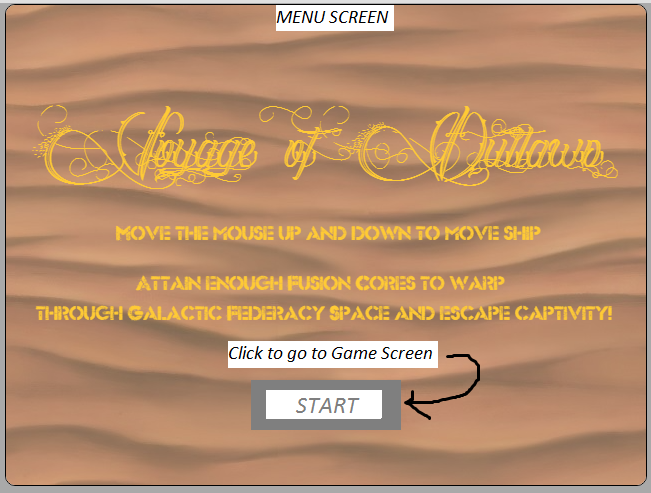 MENU SCREEN
Voyage of Outlaws
MOVE THE MOUSE UP AND DOWN TO MOVE SHIP
ATTAIN ENOUGH FUSION CORES TO WARP
THROUGH GALACTIC FEDERACY SPACE AND ESCAPE CAPTIVITY!
Click to go to Game Screen
START